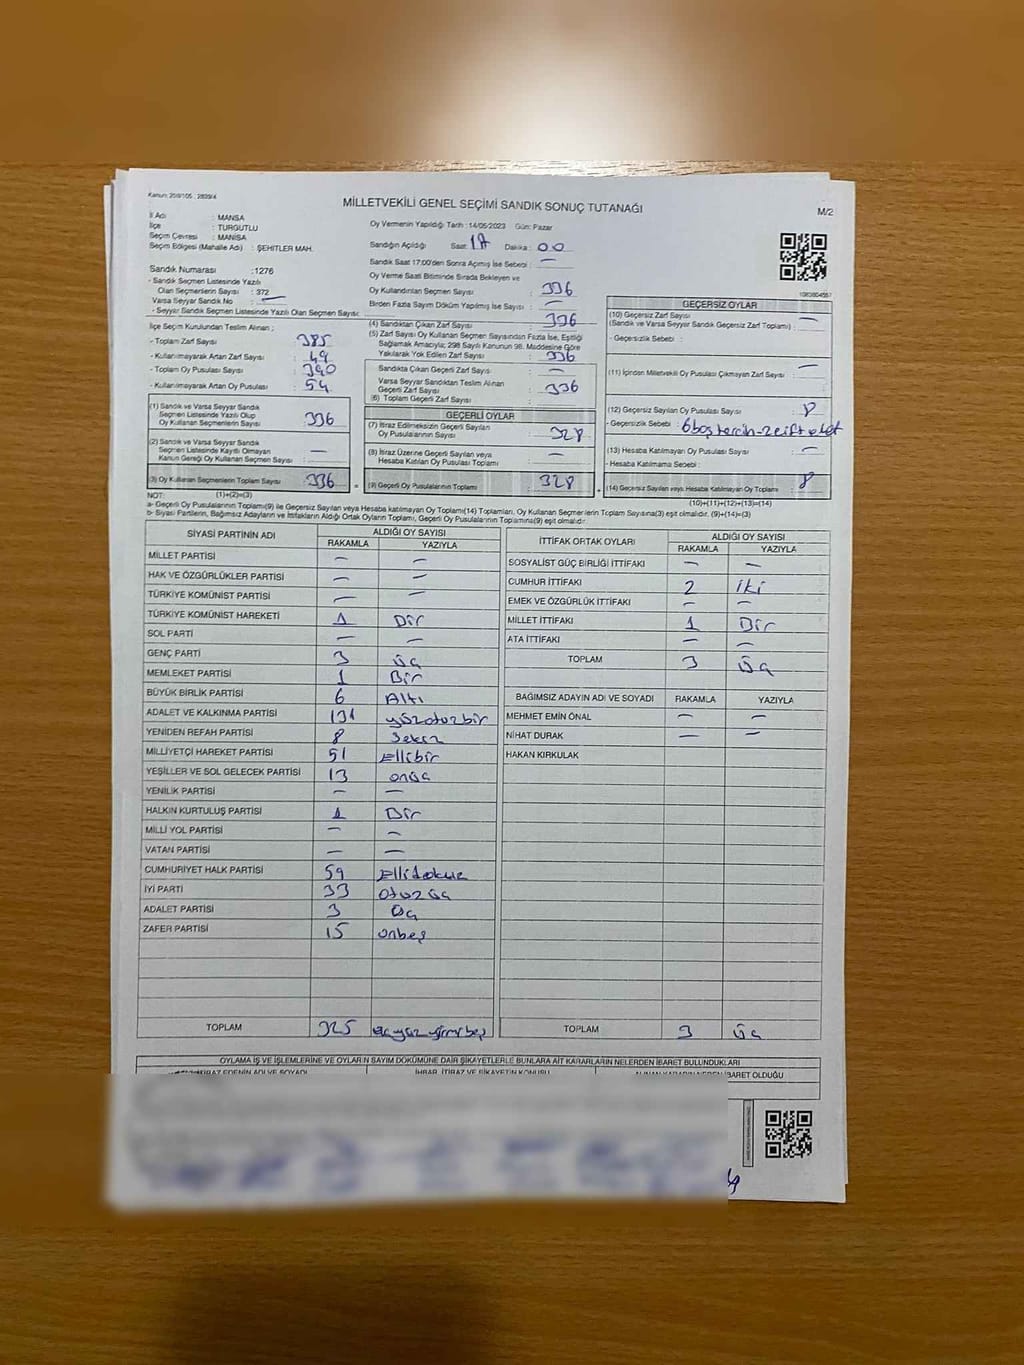 Kanun: 298/105 : 2839/4
MİLLETVEKİLİ GENEL SEÇİMİ SANDIK SONUÇ TUTANAĞI
M/2
İl Adı : MANİSA
İlçe : TURGUTLU
Seçim Çevresi : MANİSA
Seçim Bölgesi (Mahalle Adı) : ŞEHİTLER MAH.
Oy Vermenin Yapıldığı Tarih : 14/05/2023 Gün: Pazar
Sandığın Açıldığı Saat: 17 Dakika: 00
Sandık Saat 17:00'den Sonra Açılmış İse Sebebi : —
Oy Verme Saati Bitiminde Sırada Bekleyen ve
Oy Kullandırılan Seçmen Sayısı : 336
Birden Fazla Sayım Döküm Yapılmış İse Sayısı : —
Sandık Numarası :1276
- Sandık Seçmen Listesinde Yazılı
Olan Seçmenlerin Sayısı : 372
Varsa Seyyar Sandık No : —
- Seyyar Sandık Seçmen Listesinde Yazılı Olan Seçmen Sayısı:
İlçe Seçim Kurulundan Teslim Alınan ;
- Toplam Zarf Sayısı : 385
- Kullanılmayarak Artan Zarf Sayısı : 49
- Toplam Oy Pusulası : 390
- Kullanılmayarak Artan Oy Pusulası : 54
(1) Sandık ve Varsa Seyyar Sandık
Seçmen Listesinde Yazılı Olup
Oy Kullanan Seçmenlerin Sayısı : 336
(2) Sandık ve Varsa Seyyar Sandık
Seçmen Listesinde Kayıtlı Olmayan
Kanun Gereği Oy Kullanan Seçmen Sayısı : —
(3) Oy Kullanan Seçmenlerin Toplam Sayısı : 336
(4) Sandıktan Çıkan Zarf Sayısı : 336
(5) Zarf Sayısı Oy Kullanan Seçmen Sayısından Fazla İse, Eşitliği
Sağlamak Amacıyla; 298 Sayılı Kanunun 98. Maddesine Göre
Yakılarak Yok Edilen Zarf Sayısı : 336
Sandıkta Çıkan Geçerli Zarf Sayısı : —
Varsa Seyyar Sandıktan Teslim Alınan
Geçerli Zarf Sayısı : 336
(6) Toplam Geçerli Zarf Sayısı :
GEÇERLİ OYLAR
(7) İtiraz Edilmeksizin Geçerli Sayılan
Oy Pusulalarının Sayısı : 328
(8) İtiraz Üzerine Geçerli Sayılan veya
Hesaba Katılan Oy Pusulası Toplamı : —
= (9) Geçerli Oy Pusulalarının Toplamı : 328
1083804557
GEÇERSİZ OYLAR
(10) Geçersiz Zarf Sayısı : —
(Sandık ve Varsa Seyyar Sandık Geçersiz Zarf Toplamı) :
- Geçersizlik Sebebi :
(11) İçinden Milletvekili Oy Pusulası Çıkmayan Zarf Sayısı : —
(12) Geçersiz Sayılan Oy Pusulası Sayısı : 8
- Geçersizlik Sebebi : 6 boş tercih - 2 çift
(13) Hesaba Katılmayan Oy Pusulası Sayısı : —
- Hesaba Katılmama Sebebi :
+ (14) Geçersiz Sayılan veya Hesaba Katılmayan Oy Toplamı : 8
NOT: (1)+(2)=(3) (10)+(11)+(12)+(13)=(14)
a- Geçerli Oy Pusulalarının Toplamı(9) ile Geçersiz Sayılan veya Hesaba katılmayan Oy Toplamı(14) Toplamları, Oy Kullanan Seçmenlerin Toplam Sayısına(3) eşit olmalıdır. (9)+(14)=(3)
b- Siyasi Partilerin, Bağımsız Adayların ve İttifakların Aldığı Ortak Oyların Toplamı, Geçerli Oy Pusulalarının Toplamına(9) eşit olmalıdır.
SİYASİ PARTİNİN ADI ALDIĞI OY SAYISI
RAKAMLA YAZIYLA
MİLLET PARTİSİ — —
HAK VE ÖZGÜRLÜKLER PARTİSİ — —
TÜRKİYE KOMÜNİST PARTİSİ — —
TÜRKİYE KOMÜNİST HAREKETİ 1 Bir
SOL PARTİ — —
GENÇ PARTİ 3 üç
MEMLEKET PARTİSİ 1 Bir
BÜYÜK BİRLİK PARTİSİ 6 Altı
ADALET VE KALKINMA PARTİSİ 131 yüzotuzbir
YENİDEN REFAH PARTİSİ 8 Sekiz
MİLLİYETÇİ HAREKET PARTİSİ 51 Ellibir
YEŞİLLER VE SOL GELECEK PARTİSİ 13 onüç
YENİLİK PARTİSİ — —
HALKIN KURTULUŞ PARTİSİ 1 Bir
MİLLİ YOL PARTİSİ — —
VATAN PARTİSİ — —
CUMHURİYET HALK PARTİSİ 59 Ellidokuz
İYİ PARTİ 33 otuzüç
ADALET PARTİSİ 3 üç
ZAFER PARTİSİ 15 onbeş
TOPLAM 325 üçyüz yirmi beş
İTTİFAK ORTAK OYLARI ALDIĞI OY SAYISI
RAKAMLA YAZIYLA
SOSYALİST GÜÇ BİRLİĞİ İTTİFAKI — —
CUMHUR İTTİFAKI 2 iki
EMEK VE ÖZGÜRLÜK İTTİFAKI — —
MİLLET İTTİFAKI 1 Bir
ATA İTTİFAKI — —
TOPLAM 3 üç
BAĞIMSIZ ADAYIN ADI VE SOYADI RAKAMLA YAZIYLA
MEHMET EMİN ÖNAL — —
NİHAT DURAK — —
HAKAN KIRKULAK
TOPLAM 3 üç
OYLAMA İŞ VE İŞLEMLERİNE VE OYLARIN SAYIM DÖKÜMÜNE DAİR ŞİKAYETLERLE BUNLARA AİT KARARLARIN NELERDEN İBARET BULUNDUKLARI
İTİRAZ EDENİN ADI VE SOYADI İHBAR, İTİRAZ VE ŞİKAYETİN KONUSU ALINAN KARARIN NEDEN İBARET OLDUĞU